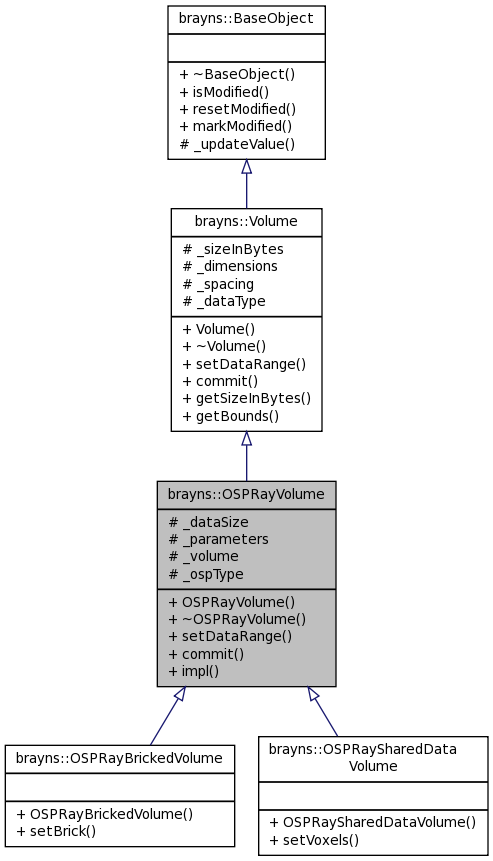 brayns::BaseObject
+ ~BaseObject()
+ isModified()
+ resetModified()
+ markModified()
# _updateValue()
brayns::Volume
# _sizeInBytes
# _dimensions
# _spacing
# _dataType
+ Volume()
+ ~Volume()
+ setDataRange()
+ commit()
+ getSizeInBytes()
+ getBounds()
brayns::OSPRayVolume
# _dataSize
# _parameters
# _volume
# _ospType
+ OSPRayVolume()
+ ~OSPRayVolume()
+ setDataRange()
+ commit()
+ impl()
brayns::OSPRayBrickedVolume
+ OSPRayBrickedVolume()
+ setBrick()
brayns::OSPRaySharedData
Volume
+ OSPRaySharedDataVolume()
+ setVoxels()